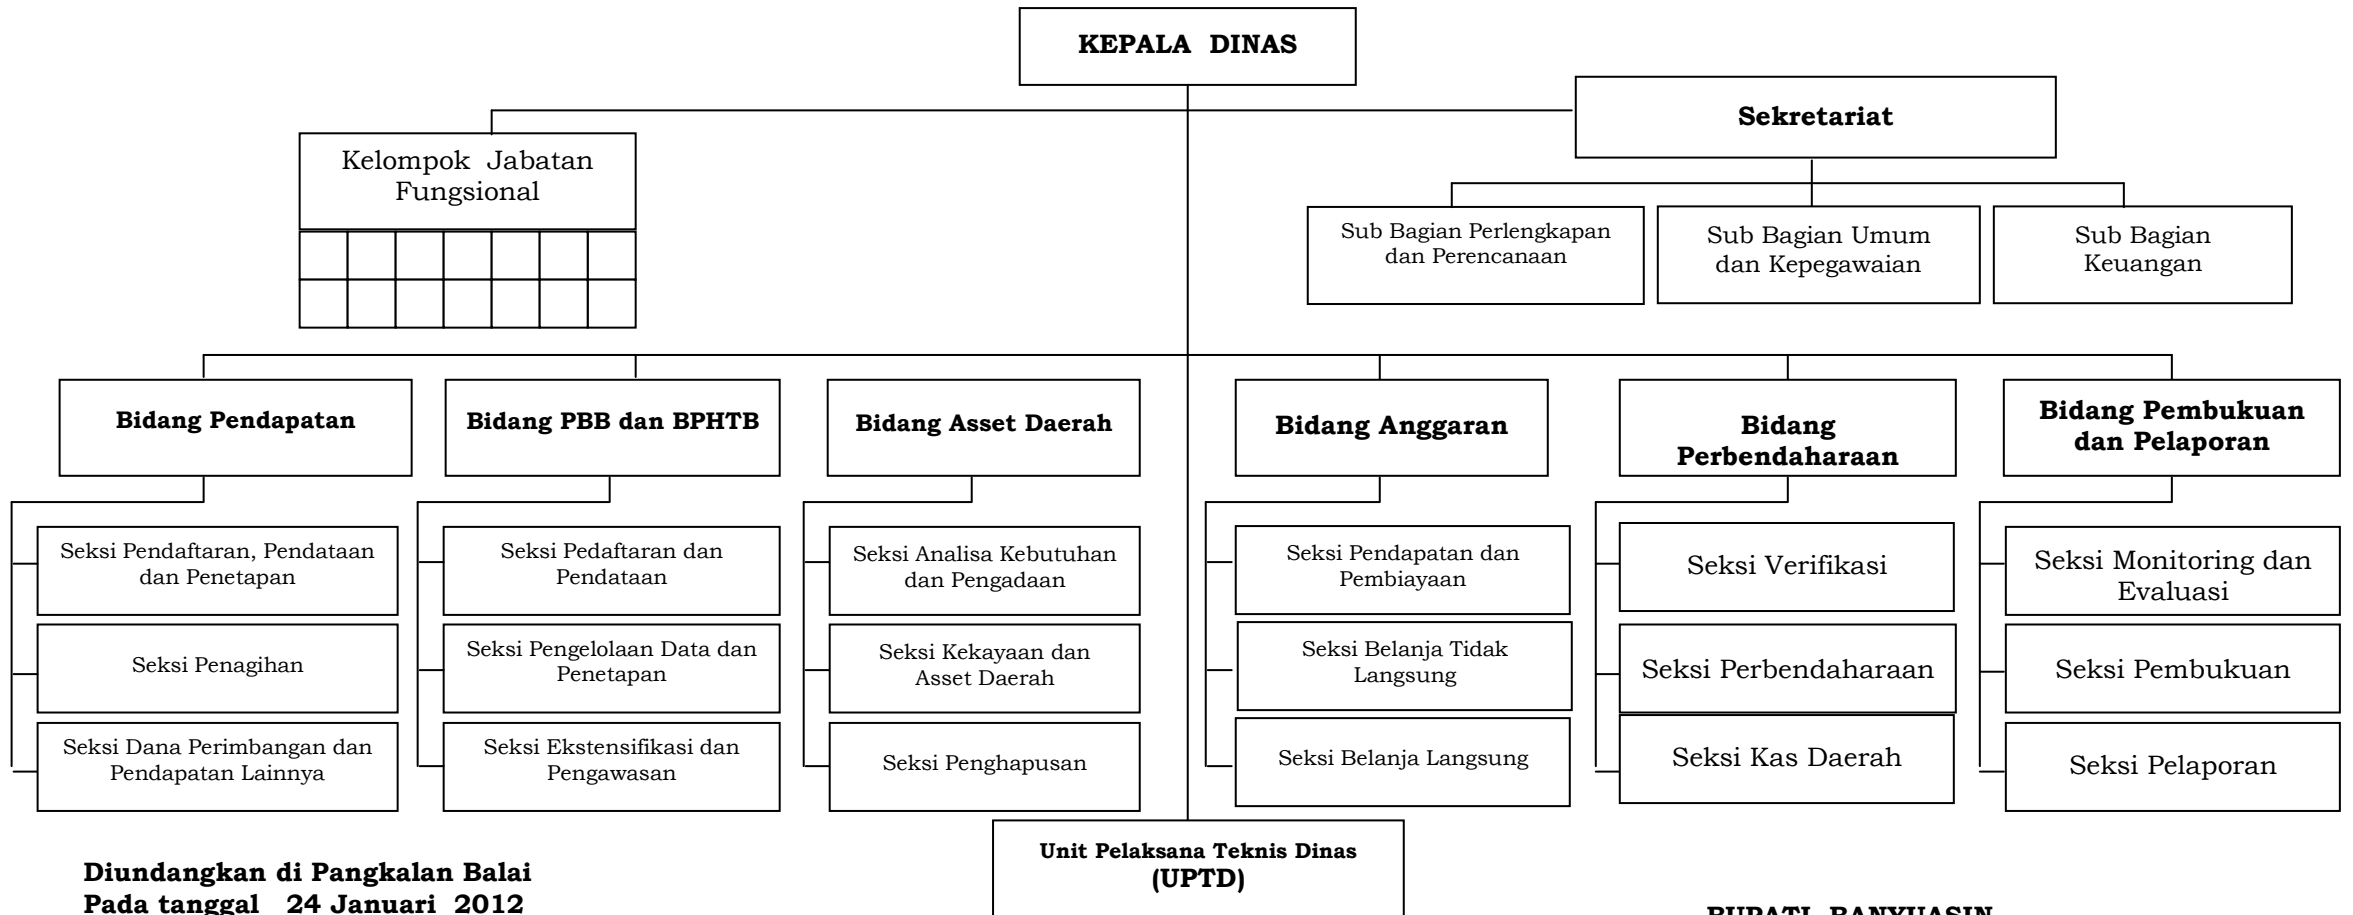 KEPALA DINAS
Sekretariat
Kelompok Jabatan
Fungsional
Sub Bagian Perlengkapan
dan Perencanaan
Sub Bagian Umum
dan Kepegawaian
Sub Bagian
Keuangan
Bidang Pendapatan
Bidang PBB dan BPHTB
Bidang Asset Daerah
Bidang Anggaran
Bidang
Perbendaharaan
Bidang Pembukuan
dan Pelaporan
Seksi Pendaftaran, Pendataan
dan Penetapan
Seksi Penagihan
Seksi Dana Perimbangan dan
Pendapatan Lainnya
Seksi Pedaftaran dan
Pendataan
Seksi Pengelolaan Data dan
Penetapan
Seksi Ekstensifikasi dan
Pengawasan
Seksi Analisa Kebutuhan
dan Pengadaan
Seksi Kekayaan dan
Asset Daerah
Seksi Penghapusan
Seksi Pendapatan dan
Pembiayaan
Seksi Belanja Tidak
Langsung
Seksi Belanja Langsung
Seksi Verifikasi
Seksi Perbendaharaan
Seksi Kas Daerah
Seksi Monitoring dan
Evaluasi
Seksi Pembukuan
Seksi Pelaporan
Unit Pelaksana Teknis Dinas
(UPTD)
Diundangkan di Pangkalan Balai
Pada tanggal 24 Januari 2012
BUPATI BANYUASIN